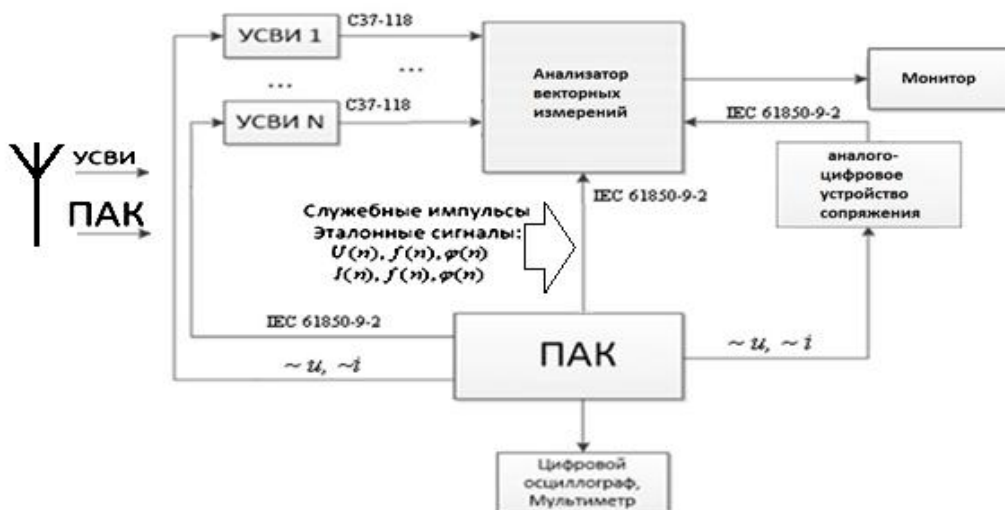 C37-118
УСВИ 1
...
...
C37-118
УСВИ N
Анализатор
векторных
измерений
Монитор
IEC 61850-9-2
УСВИ
ПАК
аналого-
цифровое
устройство
сопряжения
IEC 61850-9-2
Служебные импульсы
Эталонные сигналы:
U(n), f(n), φ(n)
I(n), f(n), φ(n)
IEC 61850-9-2
~ u, ~i
ПАК
~ u, ~ i
Цифровой
осциллограф,
Мультиметр